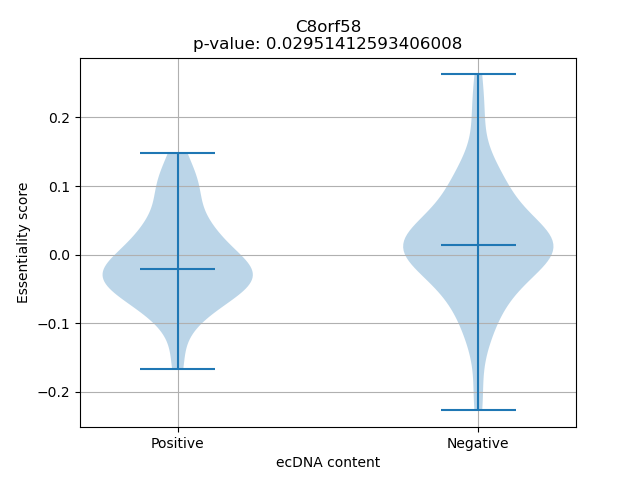 C8orf58
p-value: 0.02951412593406008
Essentiality score
0.2
0.1
0.0
−0.1
−0.2
Positive
Negative
ecDNA content